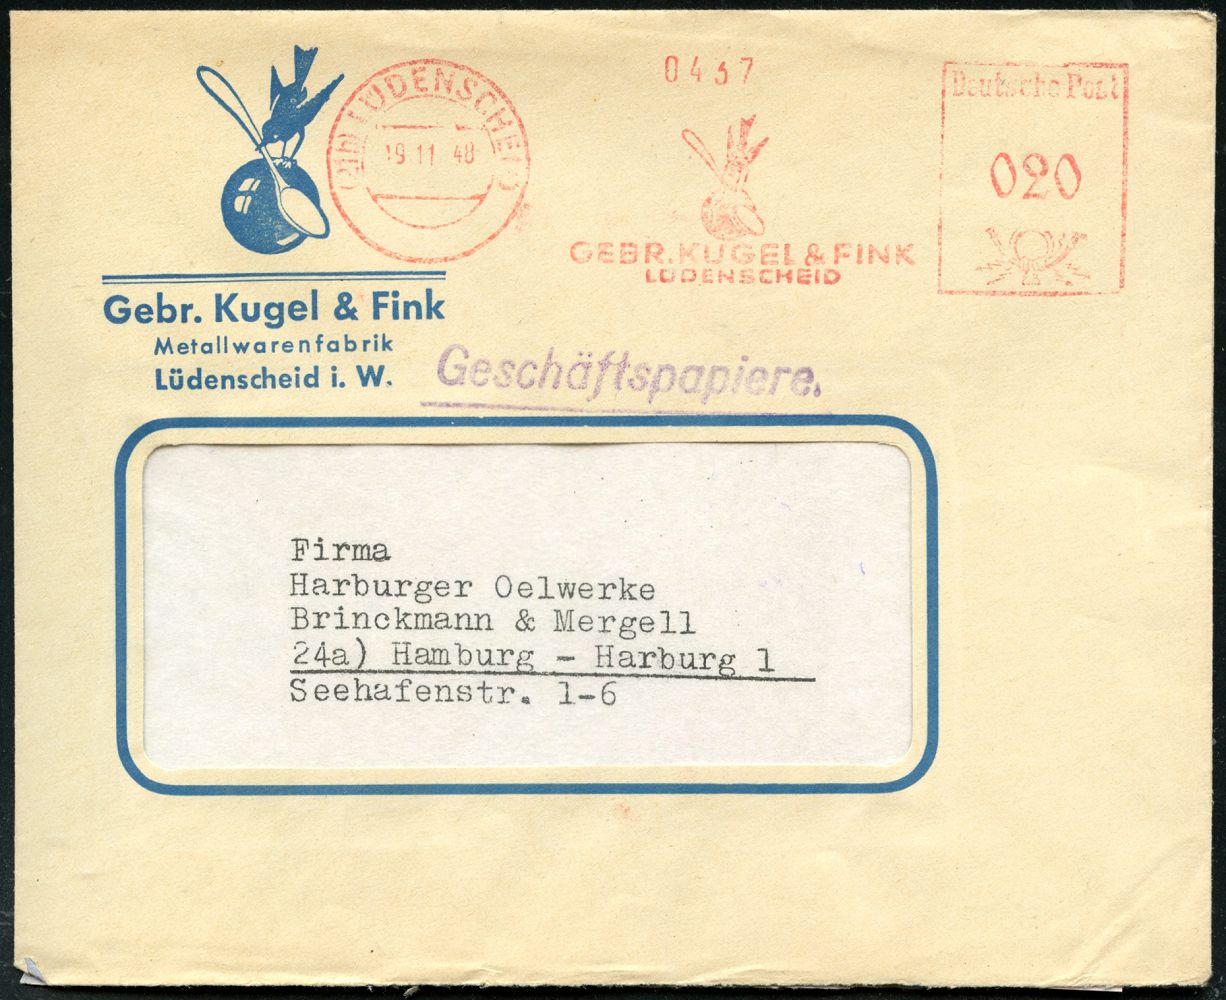 LÜDENSCHEID
19.11 48
0437
Deutsche Post
020
GEBR. KUGEL & FINK
LÜDENSCHEID
Gebr. Kugel & Fink
Metallwarenfabrik
Lüdenscheid i. W.
Geschäftspapiere.
Firma
Harburger Oelwerke
Brinckmann & Mergell
24a) Hamburg - Harburg 1
Seehafenstr. 1-6